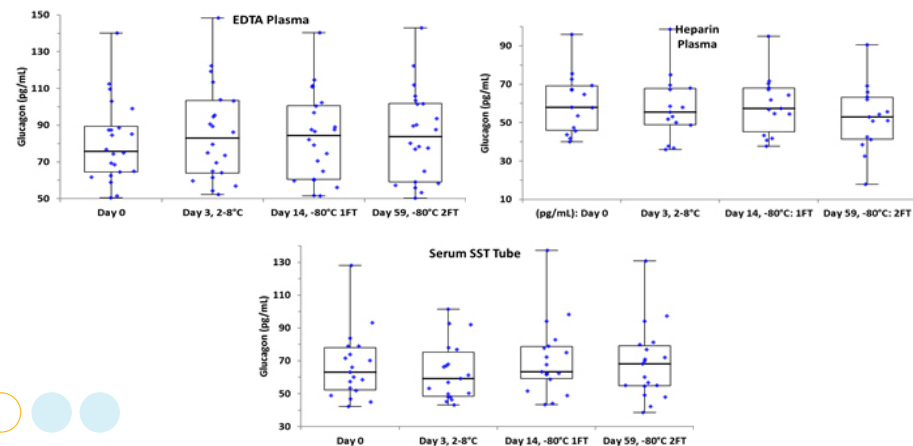 EDTA Plasma
Glucagon (pg/mL)
150
130
110
90
70
50
Day 0
Day 3, 2-8°C
Day 14, -80°C 1FT
Day 59, -80°C 2FT
Heparin
Plasma
Glucagon (pg/mL)
90
70
50
30
10
(pg/mL): Day 0
Day 3, 2-8°C
Day 14, -80°C: 1FT
Day 59, -80°C: 2FT
Serum SST Tube
Glucagon (pg/mL)
130
110
90
70
50
30
Day 0
Day 3, 2-8°C
Day 14, -80°C 1FT
Day 59, -80°C 2FT